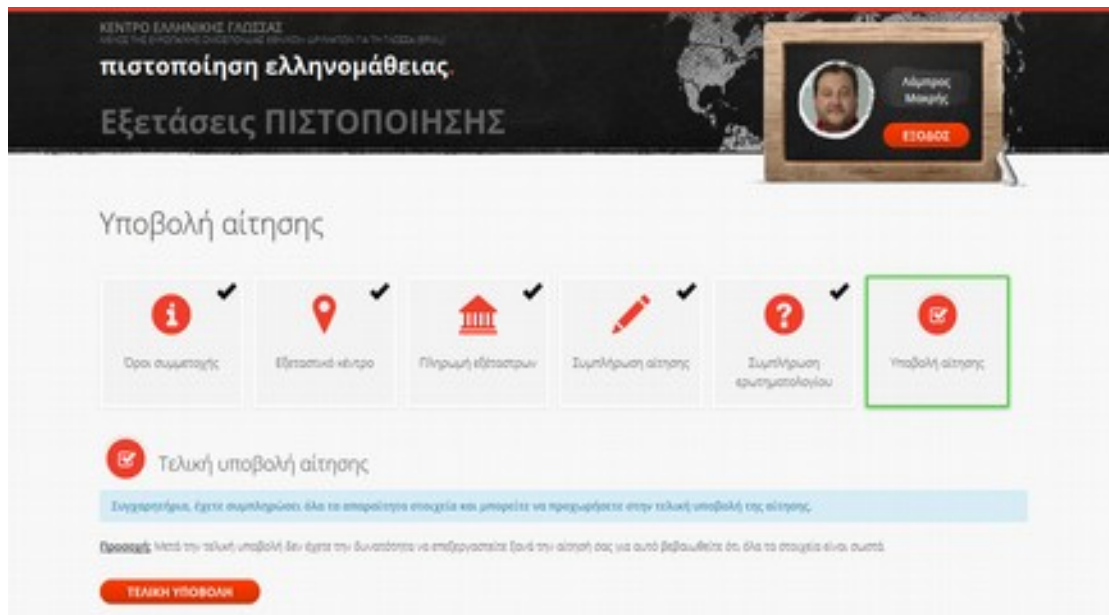 ΚΕΝΤΡΟ ΕΛΛΗΝΙΚΗΣ ΓΛΩΣΣΑΣ
πιστοποίηση ελληνομάθειας.
Εξετάσεις ΠΙΣΤΟΠΟΙΗΣΗΣ
Λάμπρος
Μακρής
ΕΞΟΔΟΣ
Υποβολή αίτησης
Όροι συμμετοχής
Εξεταστικό κέντρο
Πληρωμή εξέταστρων
Συμπλήρωση αίτησης
Συμπλήρωση
ερωτηματολογίου
Υποβολή αίτησης
Τελική υποβολή αίτησης
Συγχαρητήρια, έχετε συμπληρώσει όλα τα απαραίτητα στοιχεία και μπορείτε να προχωρήσετε στην τελική υποβολή της αίτησης.
Προσοχή: Μετά την τελική υποβολή δεν έχετε την δυνατότητα να επεξεργαστείτε ξανά την αίτησή σας για αυτό βεβαιωθείτε ότι όλα τα στοιχεία είναι σωστά.
ΤΕΛΙΚΗ ΥΠΟΒΟΛΗ